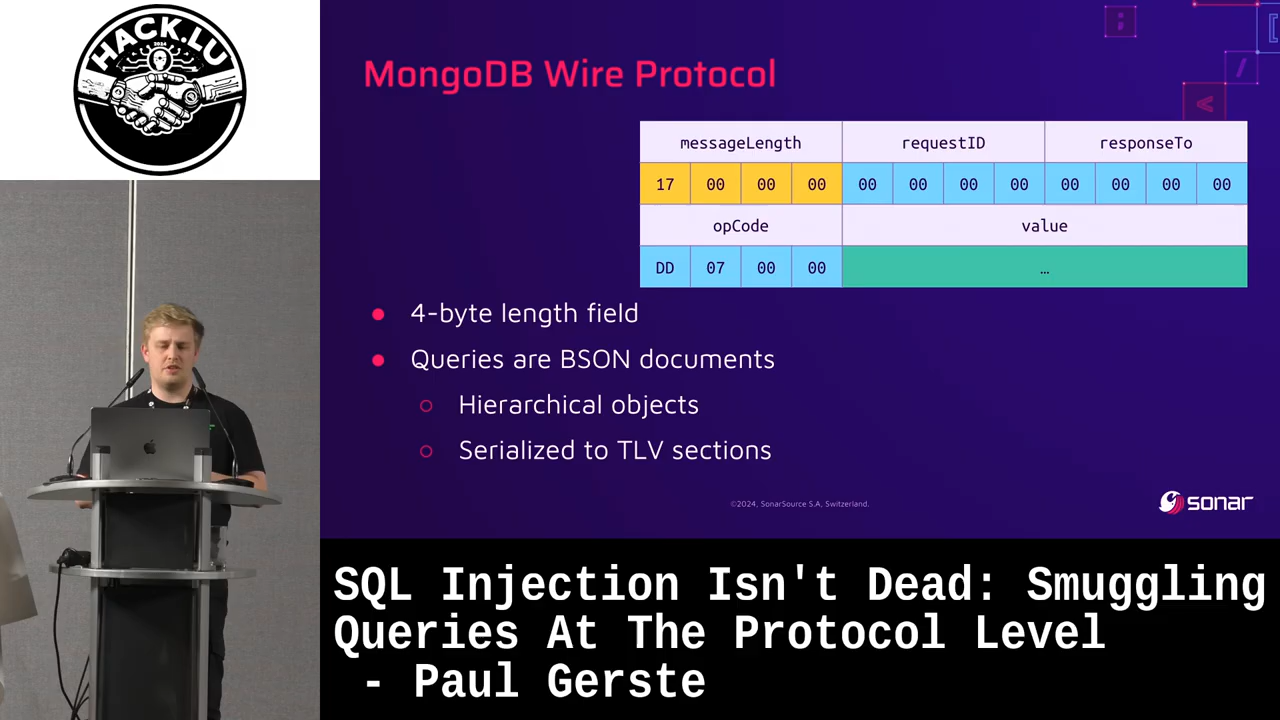 HACK.LU
2024
MongoDB Wire Protocol
messageLength requestID responseTo
17 00 00 00 00 00 00 00 00 00 00 00
opCode value
DD 07 00 00 …
● 4-byte length field
● Queries are BSON documents
○ Hierarchical objects
○ Serialized to TLV sections
©2024, SonarSource S.A, Switzerland.
sonar
SQL Injection Isn't Dead: Smuggling
Queries At The Protocol Level
- Paul Gerste